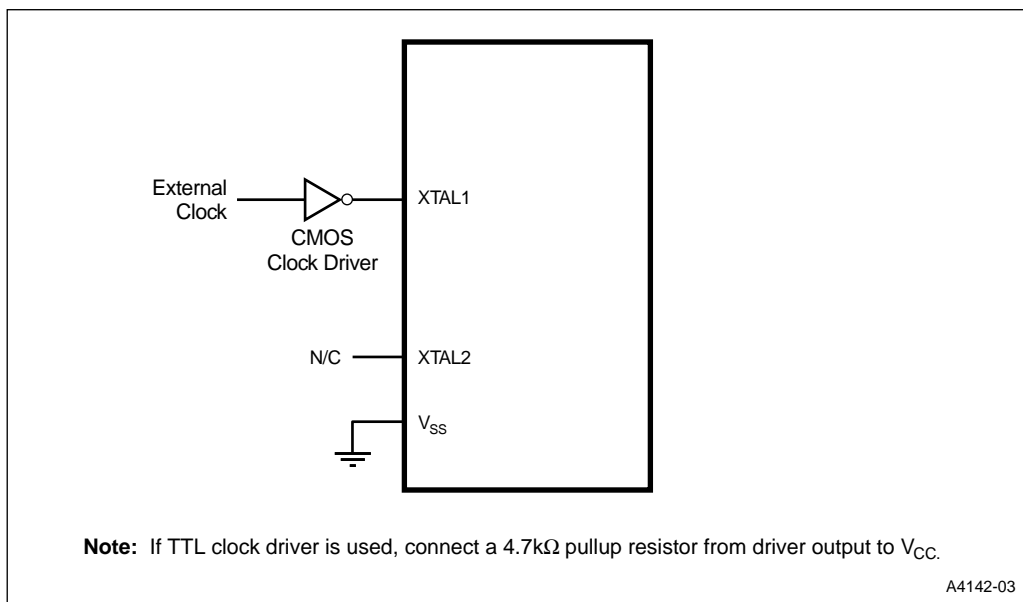 External
Clock
CMOS
Clock Driver
XTAL1
N/C
XTAL2
VSS
Note: If TTL clock driver is used, connect a 4.7kΩ pullup resistor from driver output to VCC.
A4142-03